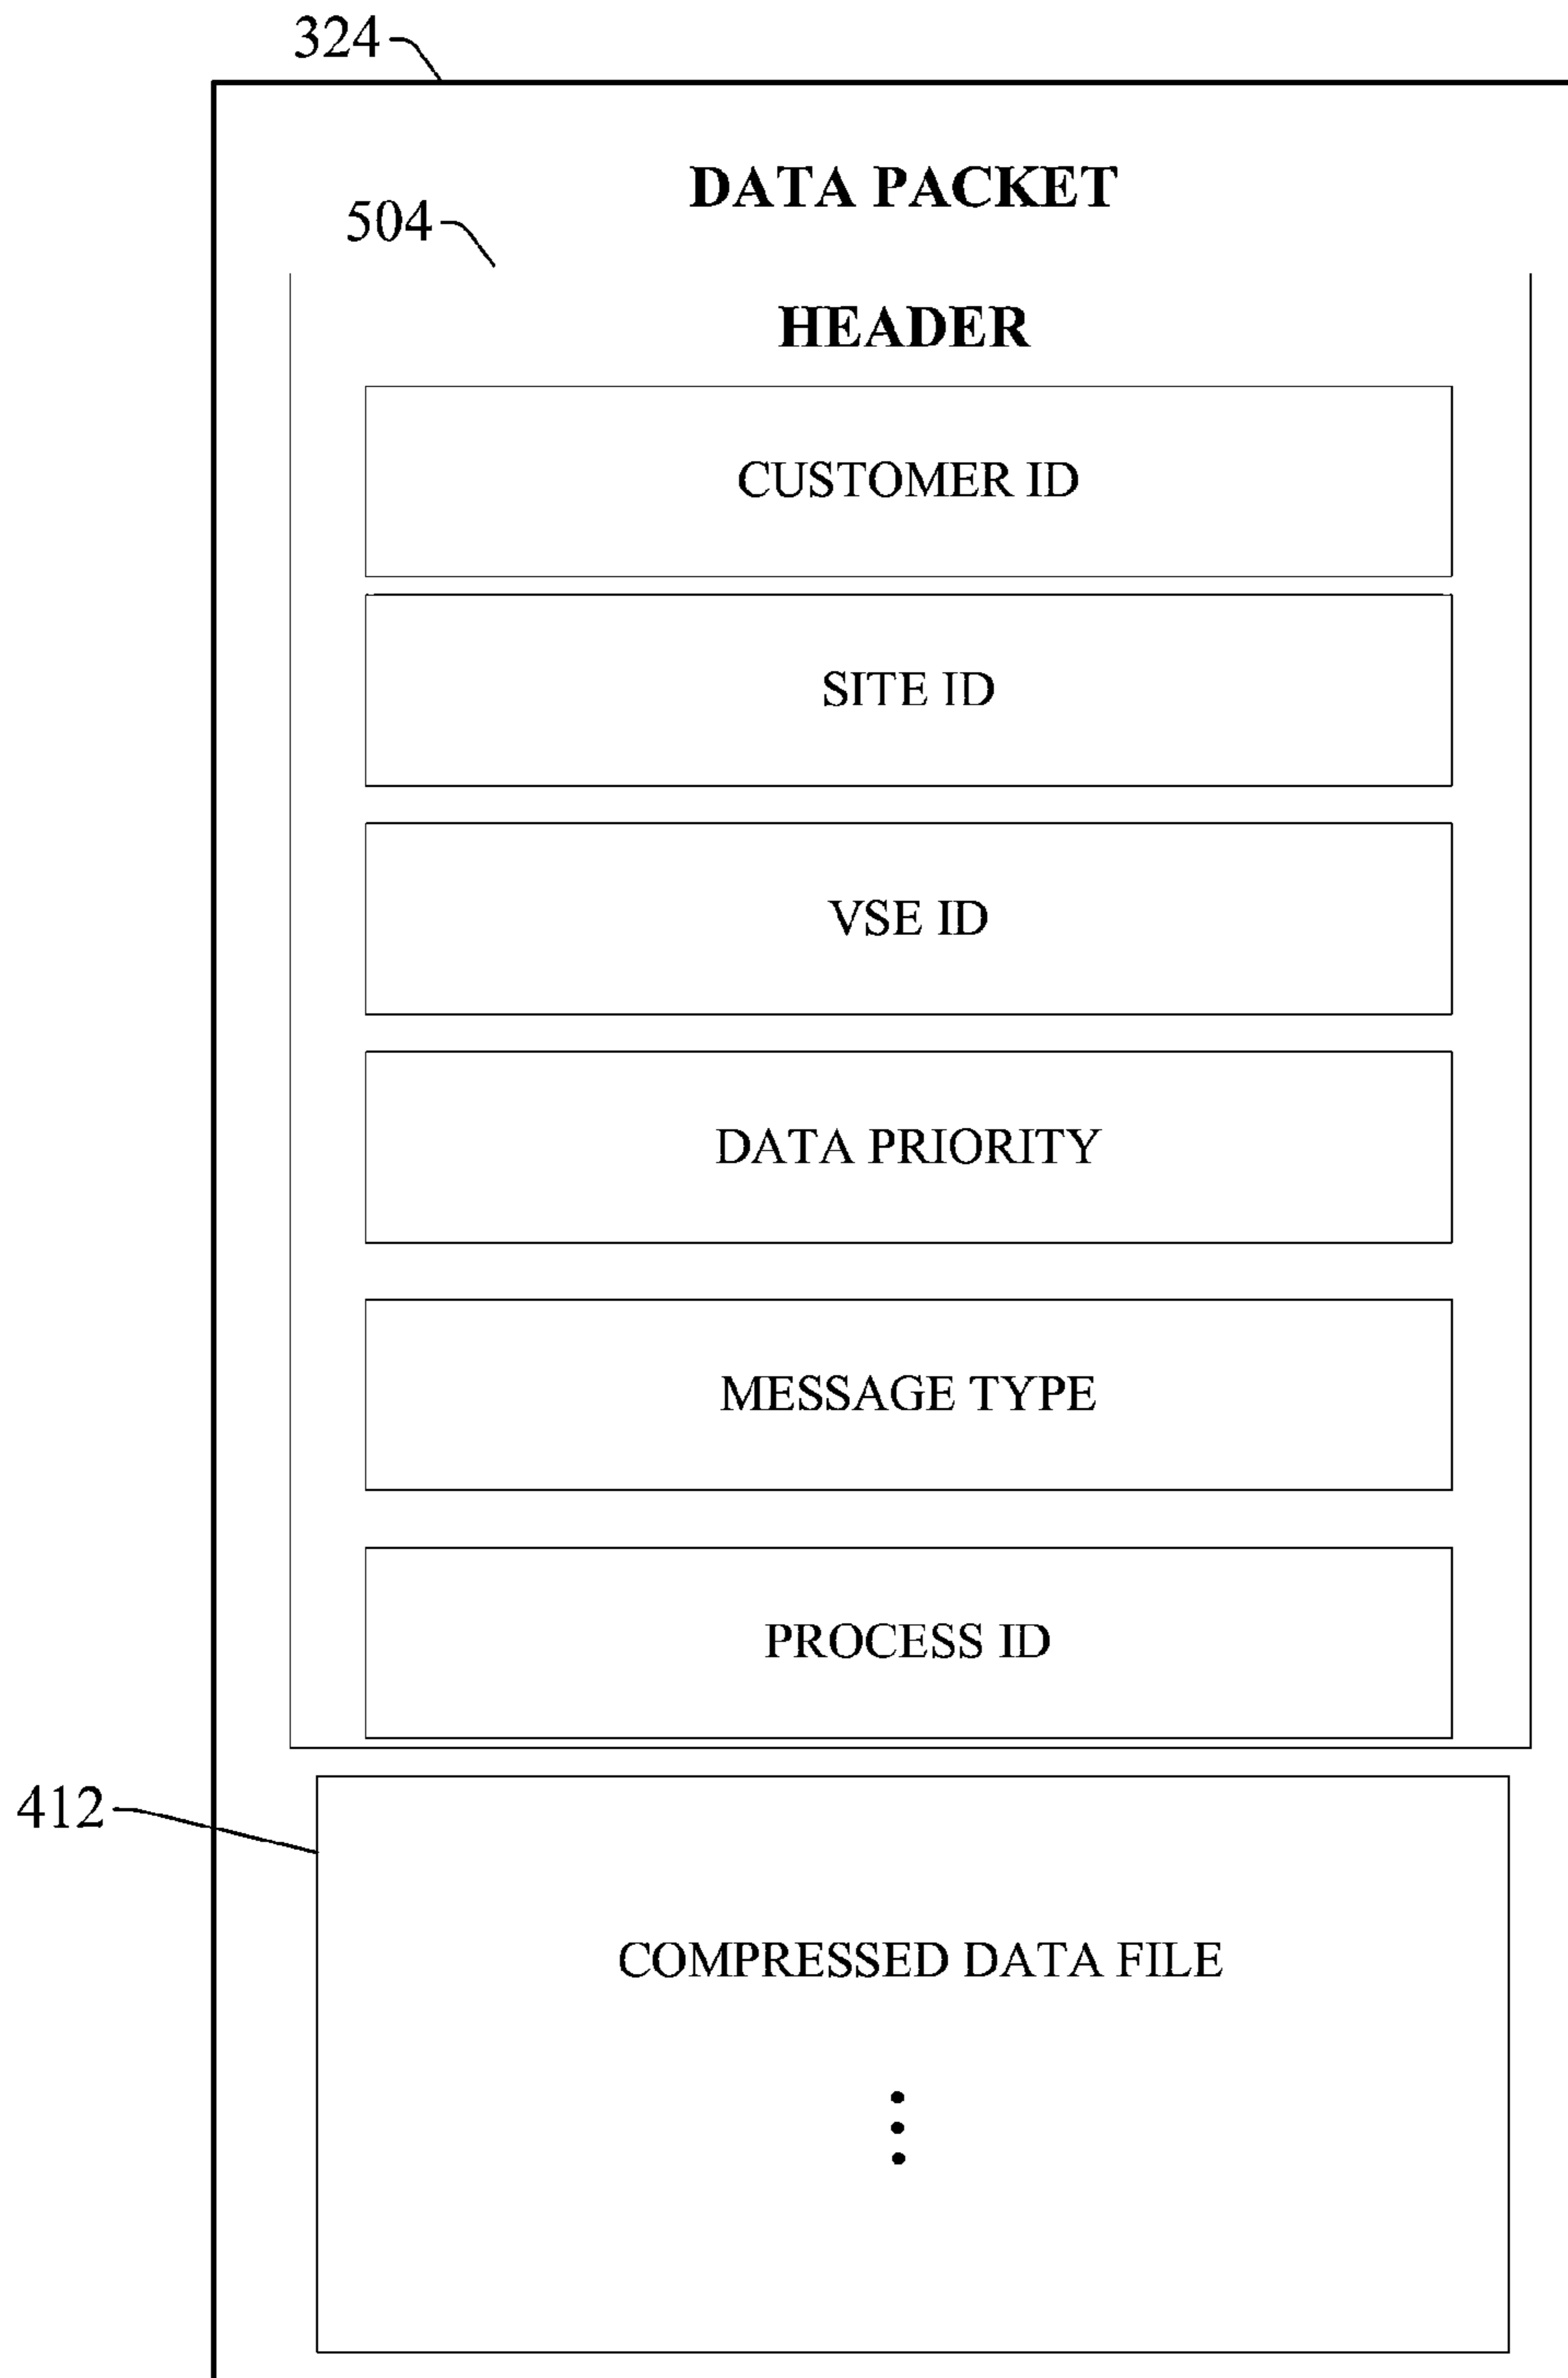 324
DATA PACKET
504
HEADER
CUSTOMER ID
SITE ID
VSE ID
DATA PRIORITY
MESSAGE TYPE
PROCESS ID
412
COMPRESSED DATA FILE